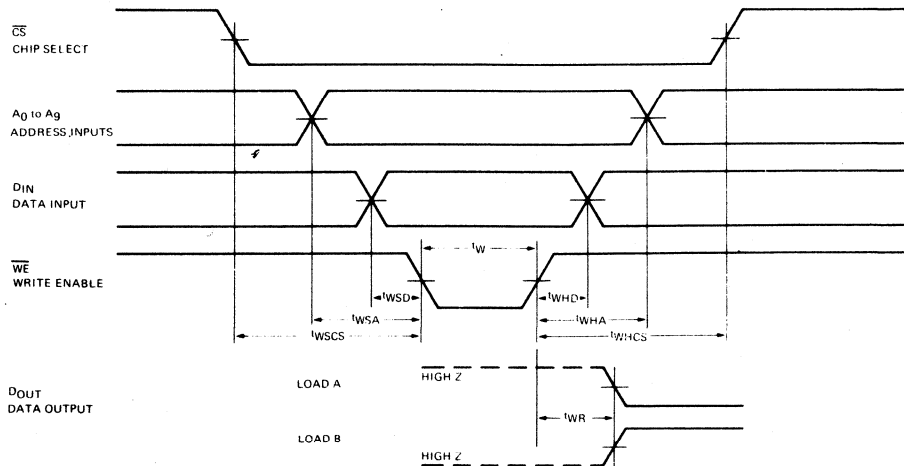 CS
CHIP SELECT
A0 to A9
ADDRESS,INPUTS
DIN
DATA INPUT
tW
WE
WRITE ENABLE
tWSD
tWHD
tWSA
tWHA
tWSCS
tWHCS
DOUT
DATA OUTPUT
LOAD A
HIGH Z
tWR
LOAD B
HIGH Z